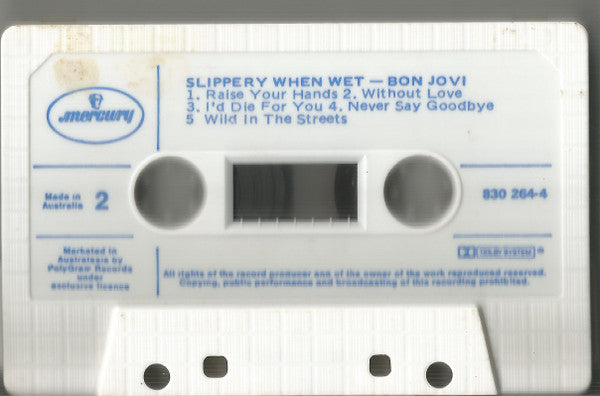 SLIPPERY WHEN WET — BON JOVI
1. Raise Your Hands 2. Without Love
3. I'd Die For You 4. Never Say Goodbye
5 Wild In The Streets
mercury
Made in
Australia
2
830 264-4
Marketed in
Australasia by
PolyGram Records
under
exclusive licence
DOLBY SYSTEM ®
All rights of the record producer and of the owner of the work reproduced reserved.
Copying, public performance and broadcasting of this recording prohibited.